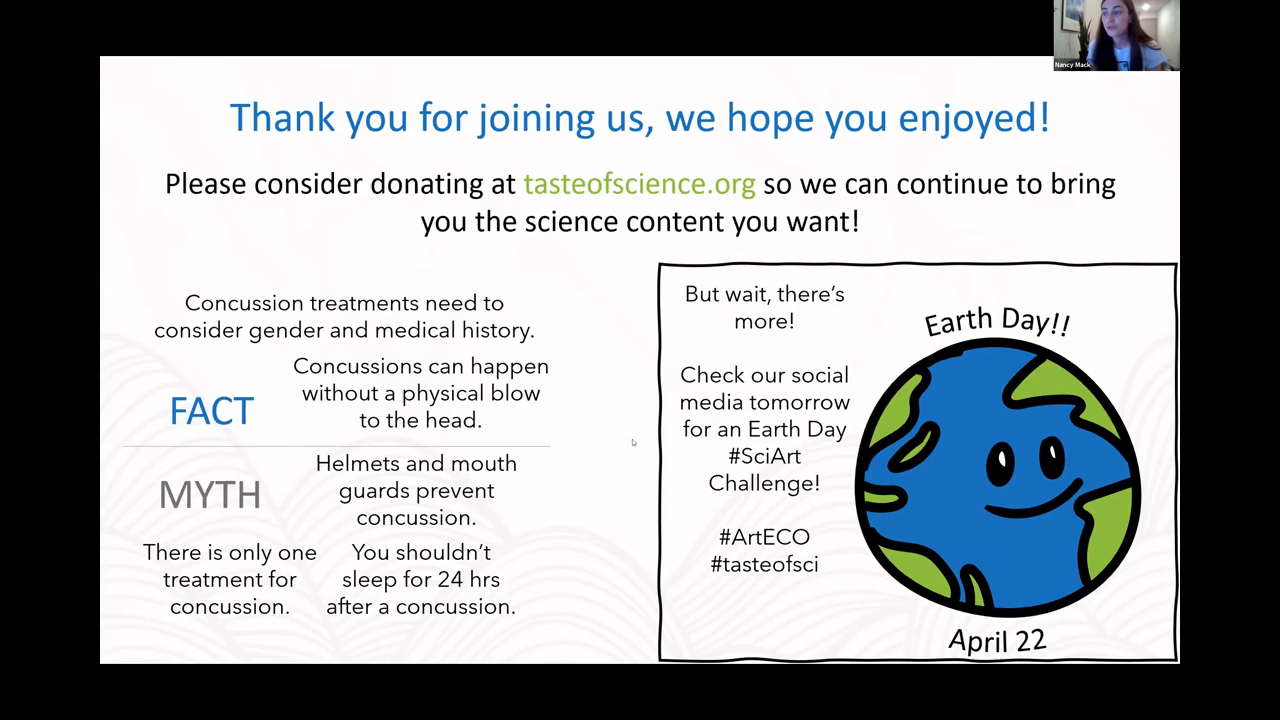 Nancy Mack
Thank you for joining us, we hope you enjoyed!
Please consider donating at tasteofscience.org so we can continue to bring
you the science content you want!
Concussion treatments need to
consider gender and medical history.
FACT
Concussions can happen
without a physical blow
to the head.
MYTH
Helmets and mouth
guards prevent
concussion.
There is only one
treatment for
concussion.
You shouldn’t
sleep for 24 hrs
after a concussion.
But wait, there’s
more!
Check our social
media tomorrow
for an Earth Day
#SciArt
Challenge!
#ArtECO
#tasteofsci
Earth Day!!
April 22